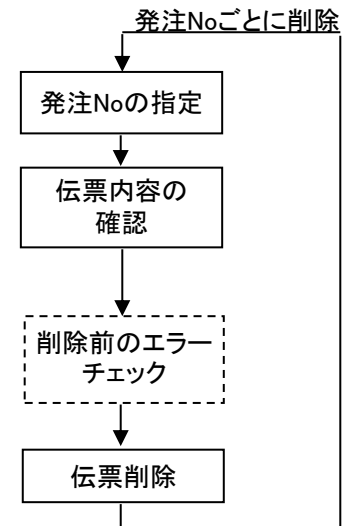 発注Noごとに削除
発注Noの指定
伝票内容の
確認
削除前のエラー
チェック
伝票削除